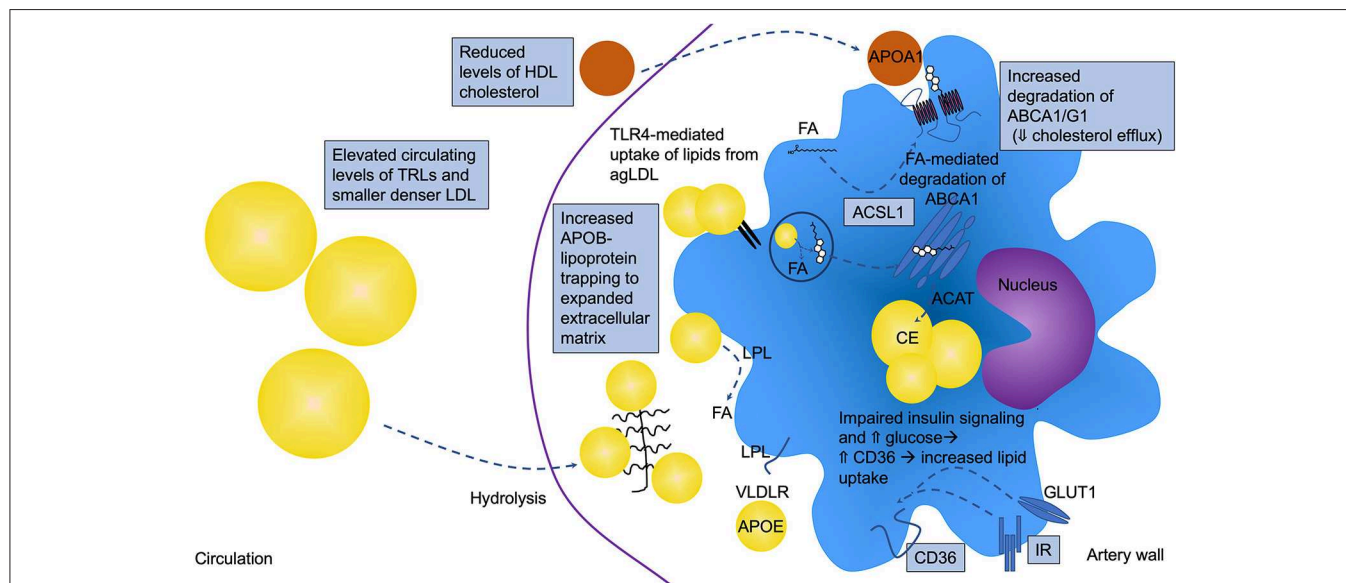 Reduced
levels of HDL
cholesterol
Elevated circulating
levels of TRLs and
smaller denser LDL
Circulation
Hydrolysis
TLR4-mediated
uptake of lipids from
agLDL
Increased
APOB-
lipoprotein
trapping to
expanded
extracellular
matrix
APOA1
Increased
degradation of
ABCA1/G1
(⇓ cholesterol efflux)
FA
HO
FA-mediated
degradation of
ABCA1
ACSL1
FA
Nucleus
ACAT
CE
LPL
FA
LPL
VLDLR
APOE
Impaired insulin signaling
and ⇑ glucose→
⇑ CD36 → increased lipid
uptake
GLUT1
CD36
IR
Artery wall